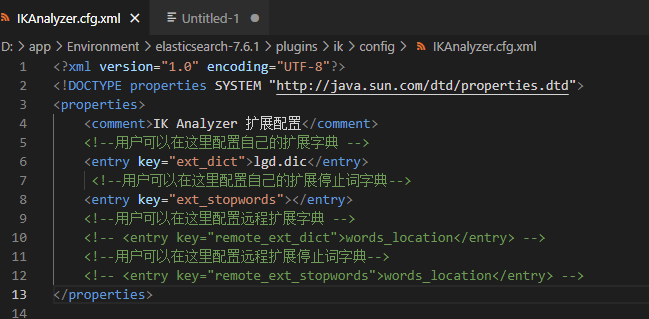 IKAnalyzer.cfg.xml Untitled-1
D: > app > Environment > elasticsearch-7.6.1 > plugins > ik > config > IKAnalyzer.cfg.xml
1 <?xml version="1.0" encoding="UTF-8"?>
2 <!DOCTYPE properties SYSTEM "http://java.sun.com/dtd/properties.dtd">
3 <properties>
4 <comment>IK Analyzer 扩展配置</comment>
5 <!--用户可以在这里配置自己的扩展字典 -->
6 <entry key="ext_dict">lgd.dic</entry>
7 <!--用户可以在这里配置自己的扩展停止词字典-->
8 <entry key="ext_stopwords"></entry>
9 <!--用户可以在这里配置远程扩展字典 -->
10 <!-- <entry key="remote_ext_dict">words_location</entry> -->
11 <!--用户可以在这里配置远程扩展停止词字典-->
12 <!-- <entry key="remote_ext_stopwords">words_location</entry> -->
13 </properties>
14